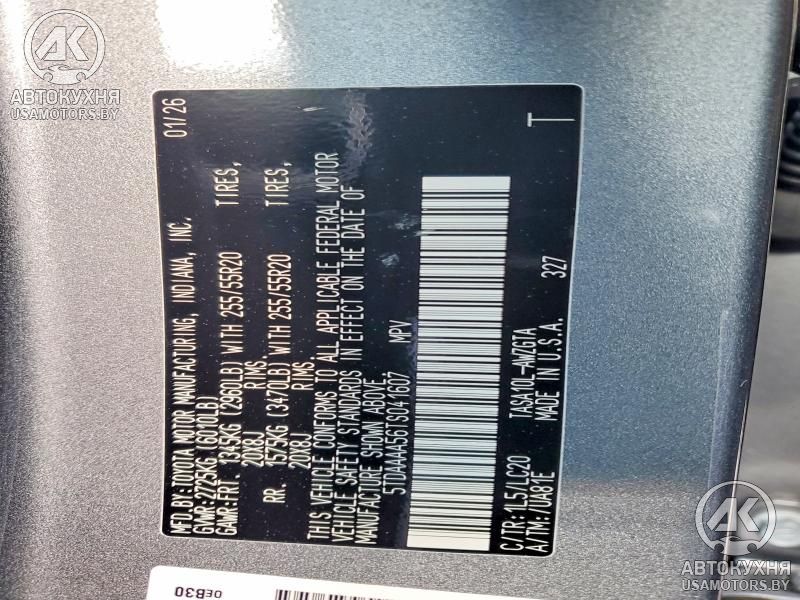 MFD.BY:TOYOTA MOTOR MANUFACTURING, INDIANA, INC. 01/26
GVWR:2725KG (6010LB)
GAWR:FRT. 1345KG (2960LB) WITH 255/55R20 TIRES,
20X8J RIMS.
RR. 1575KG (3470LB) WITH 255/55R20 TIRES,
20X8J RIMS.
THIS VEHICLE CONFORMS TO ALL APPLICABLE FEDERAL MOTOR
VEHICLE SAFETY STANDARDS IN EFFECT ON THE DATE OF
MANUFACTURE SHOWN ABOVE.
5TDAAAA56TS041607 MPV
C/TR:1L5/LC20 TASA10L-AWZGTA
A/TM:/UA81E MADE IN U.S.A. 327
T
0EB30
AK
АВТОКУХНЯ
USAMOTORS.BY
AK
АВТОКУХНЯ
USAMOTORS.BY